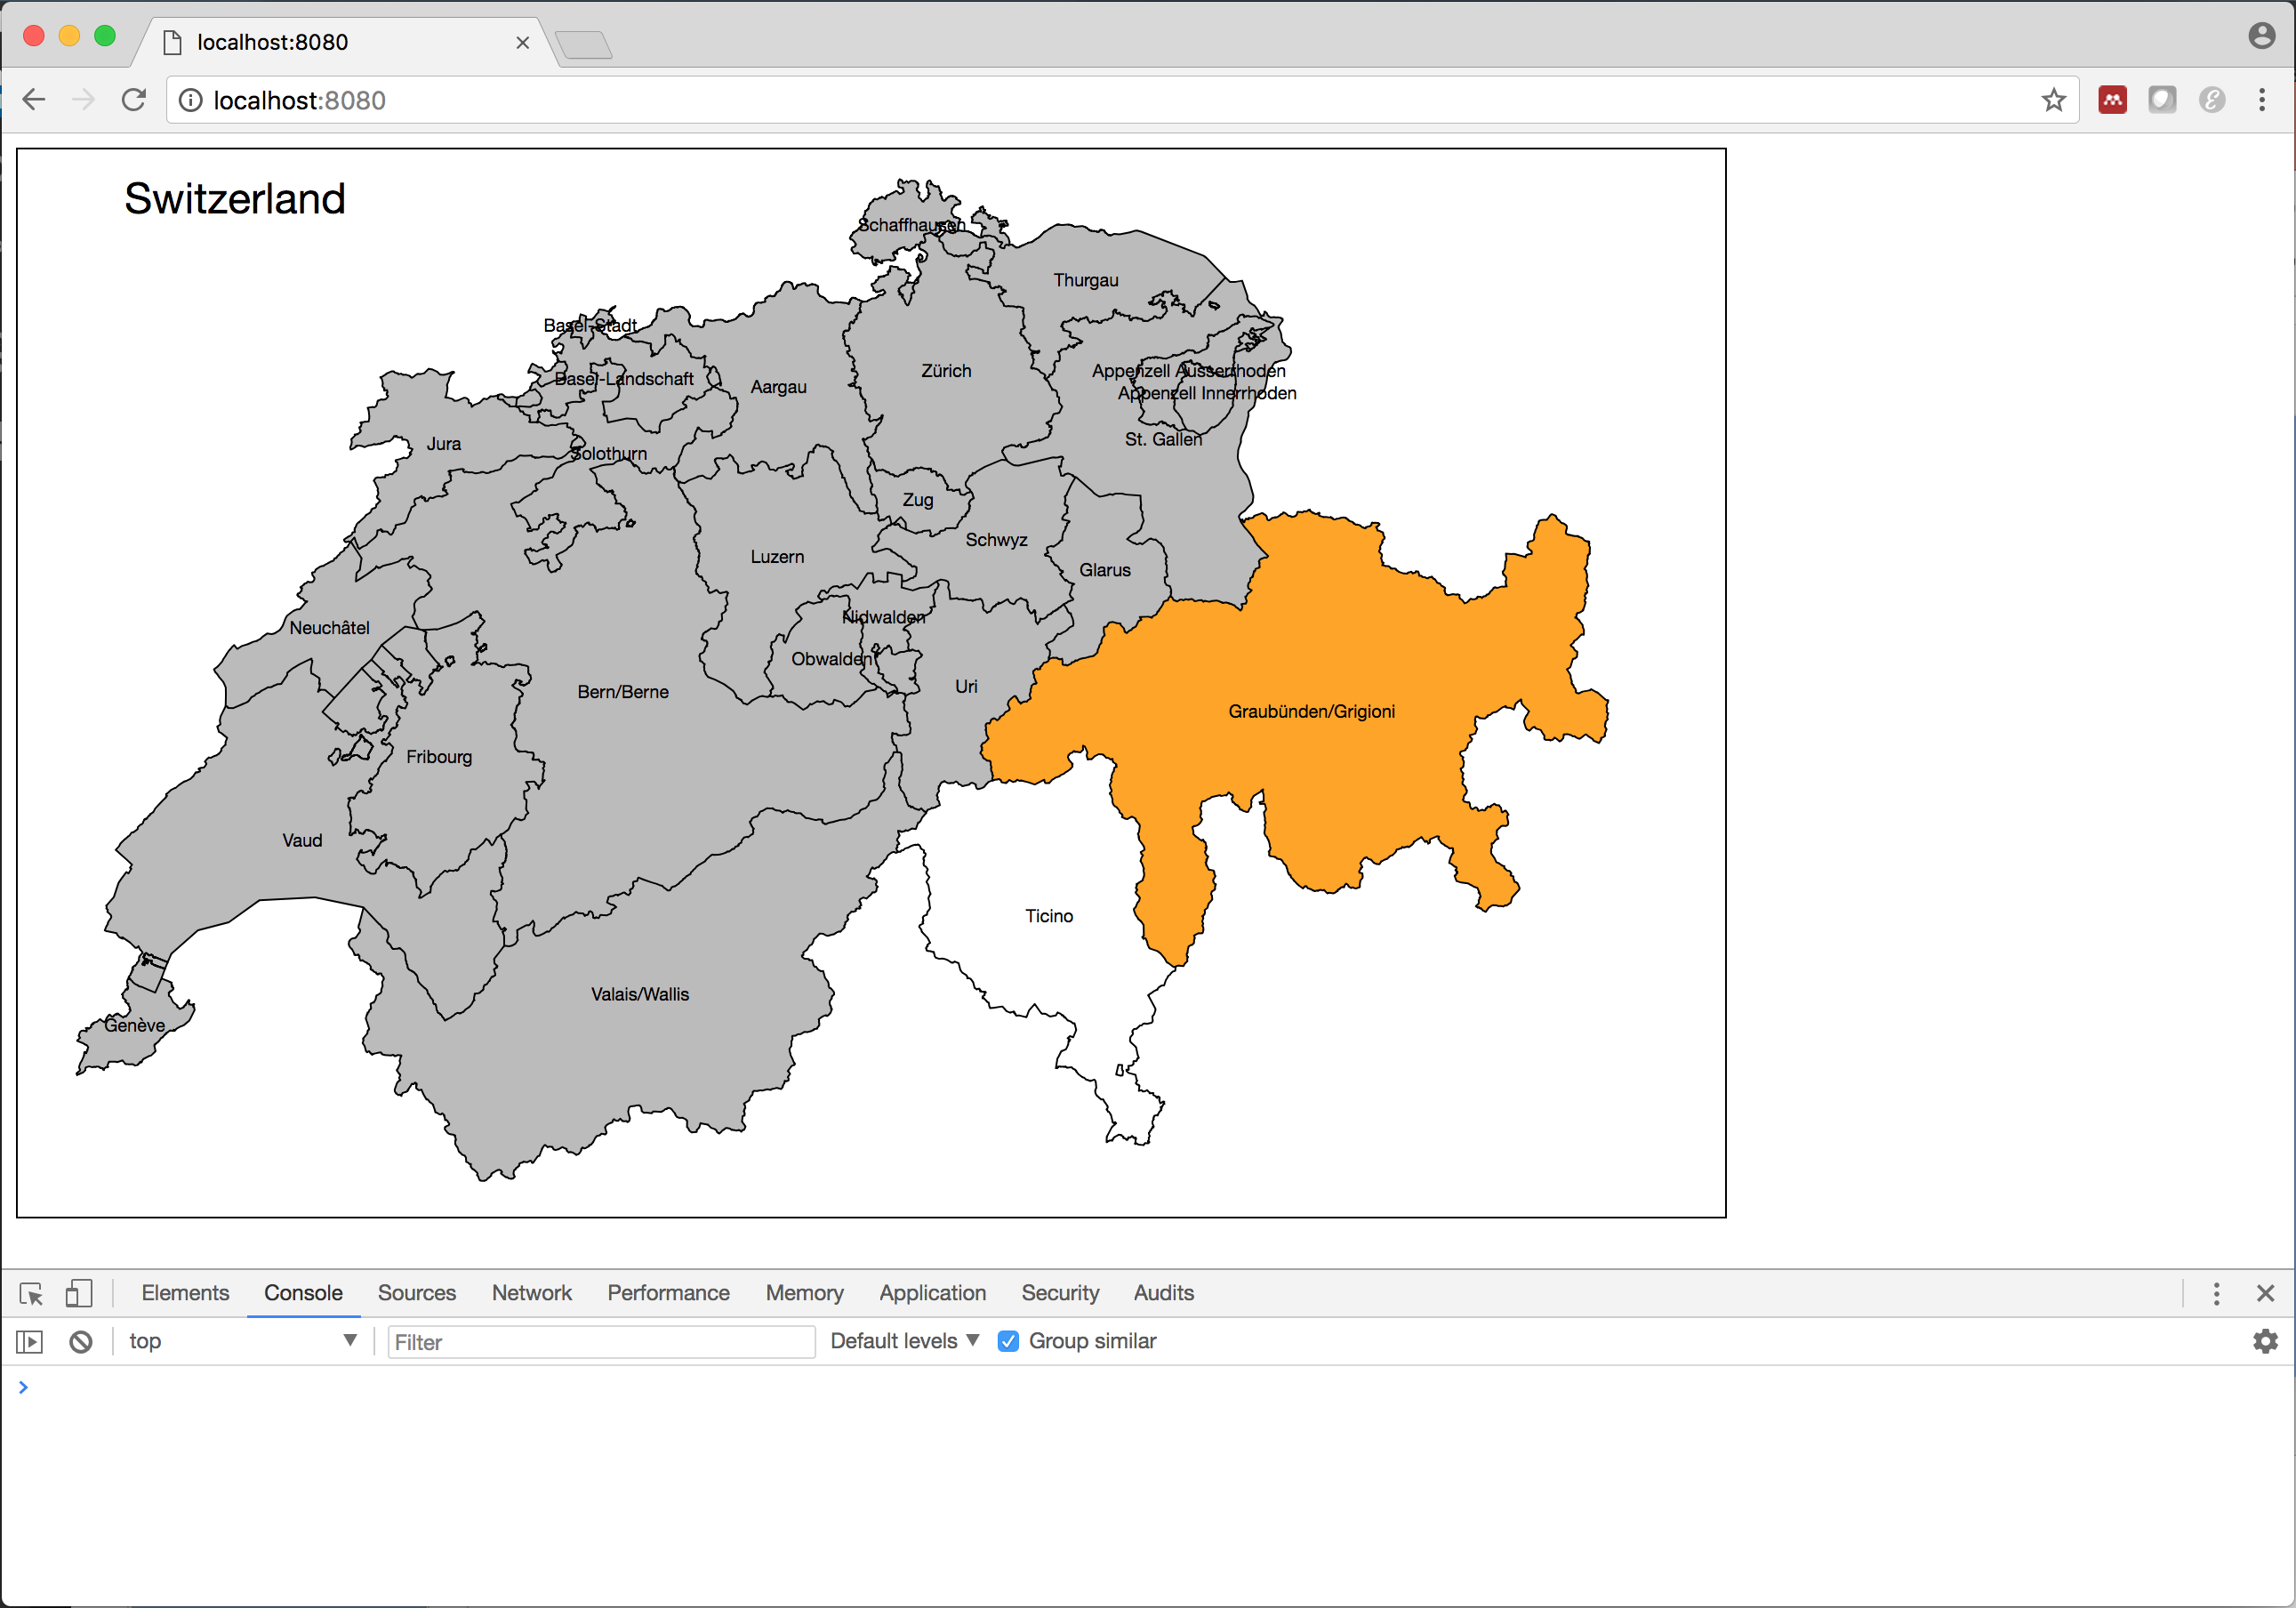 localhost:8080
localhost:8080
Switzerland
Schaffhausen
Thurgau
Basel-Stadt
Zürich
Appenzell Ausserrhoden
Basel-Landschaft
Aargau
Appenzell Innerrhoden
St. Gallen
Jura
Solothurn
Zug
Schwyz
Luzern
Glarus
Nidwalden
Neuchâtel
Obwalden
Uri
Bern/Berne
Graubünden/Grigioni
Fribourg
Vaud
Ticino
Valais/Wallis
Genève
Elements Console Sources Network Performance Memory Application Security Audits
top Filter Default levels Group similar